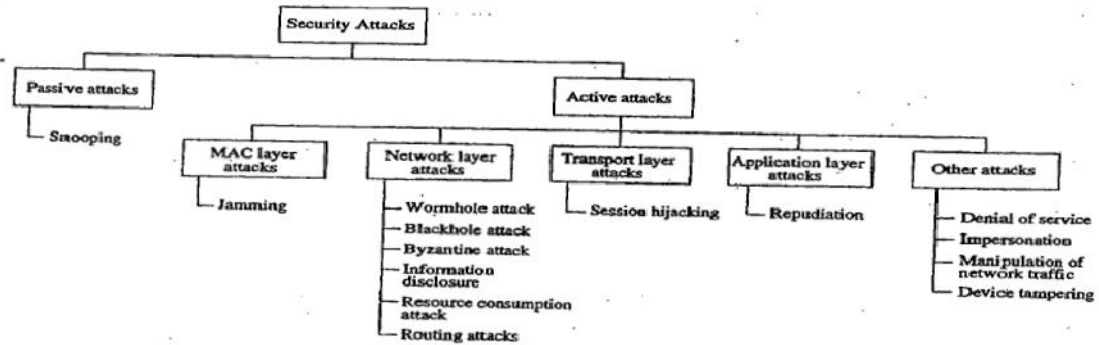 Security Attacks
Passive attacks
Active attacks
Snooping
MAC layer
attacks
Network layer
attacks
Transport layer
attacks
Application layer
attacks
Other attacks
Jamming
Wormhole attack
Blackhole attack
Byzantine attack
Information
disclosure
Resource consumption
attack
Routing attacks
Session hijacking
Repudiation
Denial of service
Impersonation
Manipulation of
network traffic
Device tampering